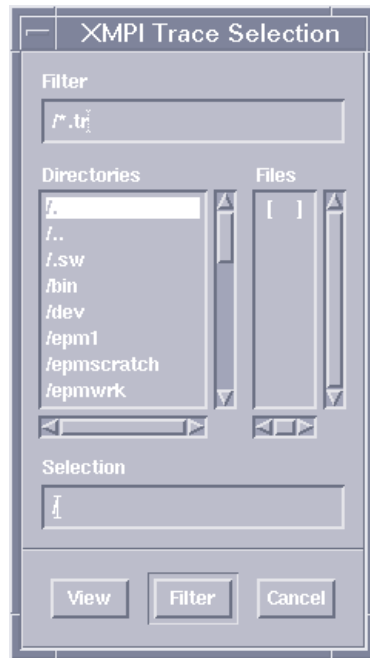 XMPI Trace Selection
Filter
/*.tr
Directories
Files
/.
/..
/.sw
/bin
/dev
/epm1
/epmscratch
/epmwrk
[ ]
Selection
/
View
Filter
Cancel